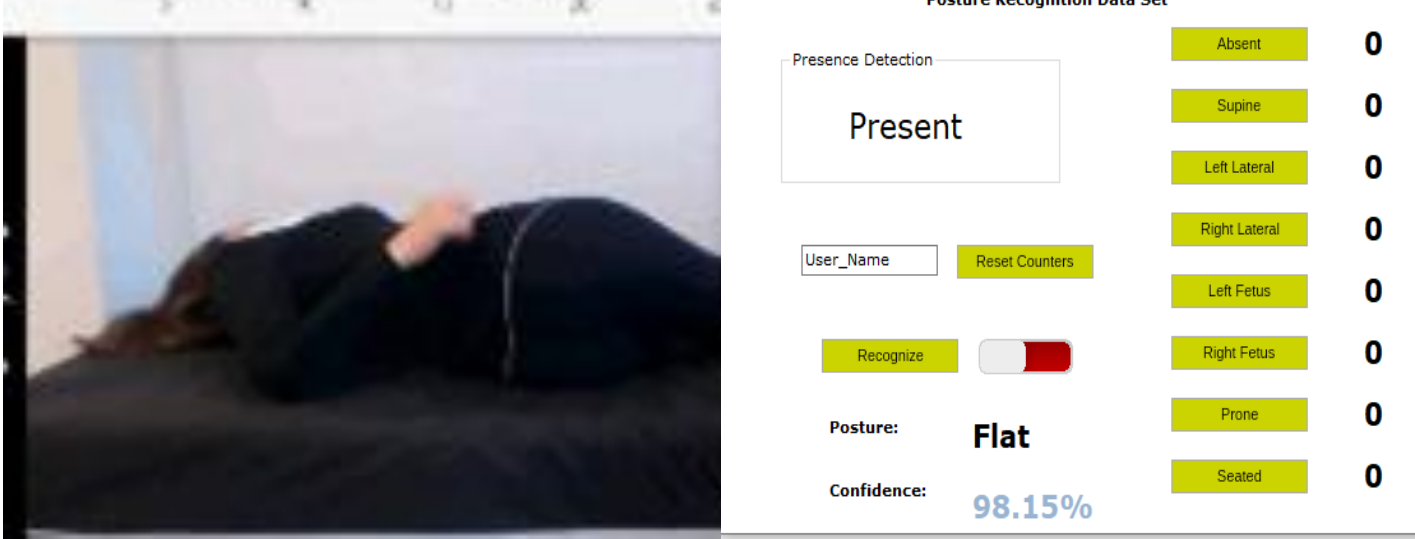 Posture Recognition Data Set
Presence Detection
Present
User_Name
Reset Counters
Recognize
Posture:
Flat
Confidence:
98.15%
Absent 0
Supine 0
Left Lateral 0
Right Lateral 0
Left Fetus 0
Right Fetus 0
Prone 0
Seated 0